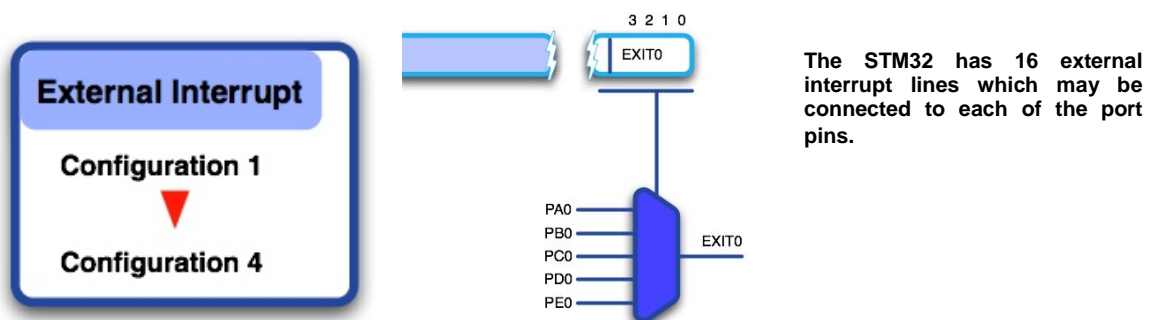 External Interrupt
Configuration 1
Configuration 4
3 2 1 0
EXIT0
PA0
PB0
PC0
PD0
PE0
EXIT0
The STM32 has 16 external
interrupt lines which may be
connected to each of the port
pins.